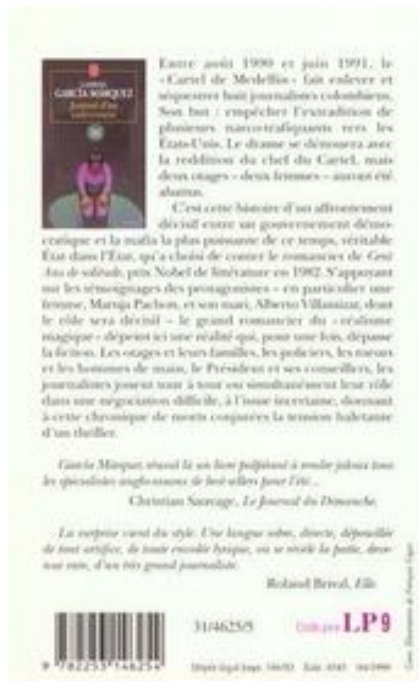 GARCÍA MÁRQUEZ
Journal d'un
enlèvement
Entre août 1990 et juin 1991, le
«Cartel de Medellín» fait enlever et
séquestrer huit journalistes colombiens.
Son but : empêcher l'extradition de
plusieurs narco-trafiquants vers les
États-Unis. Le drame se dénouera avec
la reddition du chef du Cartel, mais
deux otages – deux femmes – auront été
abattus.
C'est cette histoire d'un affrontement
décisif entre un gouvernement démo-
cratique et la mafia la plus puissante de ce temps, véritable
État dans l'État, qu'a choisi de conter le romancier de Cent
Ans de solitude, prix Nobel de littérature en 1982. S'appuyant
sur les témoignages des protagonistes – en particulier une
femme, Maruja Pachon, et son mari, Alberto Villamizar, dont
le rôle sera décisif – le grand romancier du «réalisme
magique» dépeint ici une réalité qui, pour une fois, dépasse
la fiction. Les otages et leurs familles, les policiers, les tueurs
et les hommes de main, le Président et ses conseillers, les
journalistes jouent tour à tour ou simultanément leur rôle
dans une négociation difficile, à l'issue incertaine, donnant
à cette chronique de morts conjurées la tension haletante
d'un thriller.
García Márquez réussit là un livre palpitant à rendre jaloux tous
les spécialistes anglo-saxons de best-sellers pour l'été...
Christian Sauvage, Le Journal du Dimanche.
La surprise vient du style. Une langue sobre, directe, dépouillée
de tout artifice, de toute envolée lyrique, où se révèle la patte,
d'un très grand journaliste.
Elle.
31/4625/5
Code prix LP 9
9 782253 146254